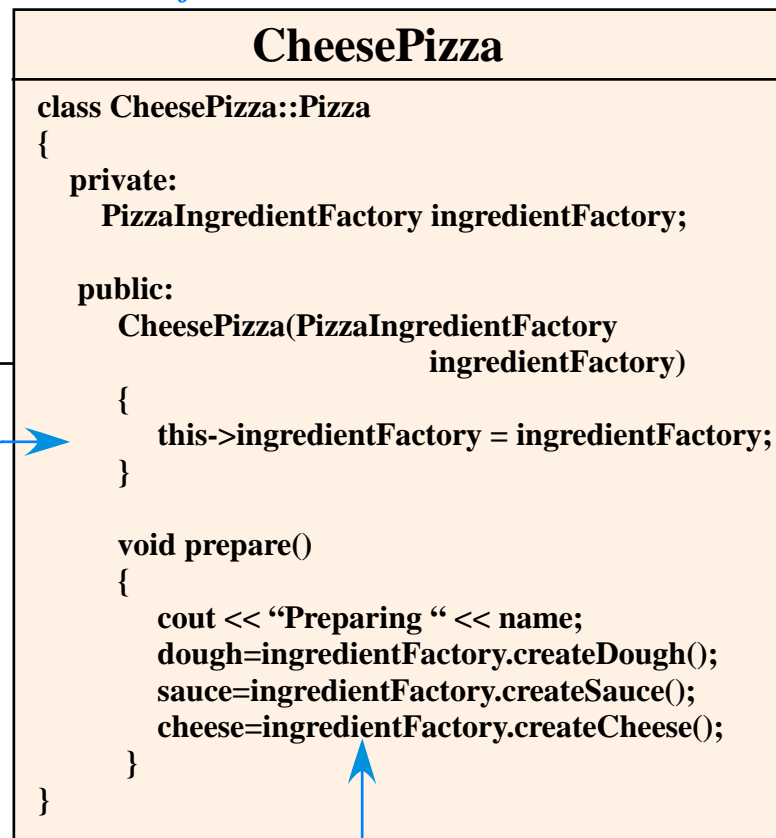 CheesePizza
class CheesePizza::Pizza
{
private:
PizzaIngredientFactory ingredientFactory;
public:
CheesePizza(PizzaIngredientFactory
ingredientFactory)
{
this->ingredientFactory = ingredientFactory;
}
void prepare()
{
cout << “Preparing “ << name;
dough=ingredientFactory.createDough();
sauce=ingredientFactory.createSauce();
cheese=ingredientFactory.createCheese();
}
}